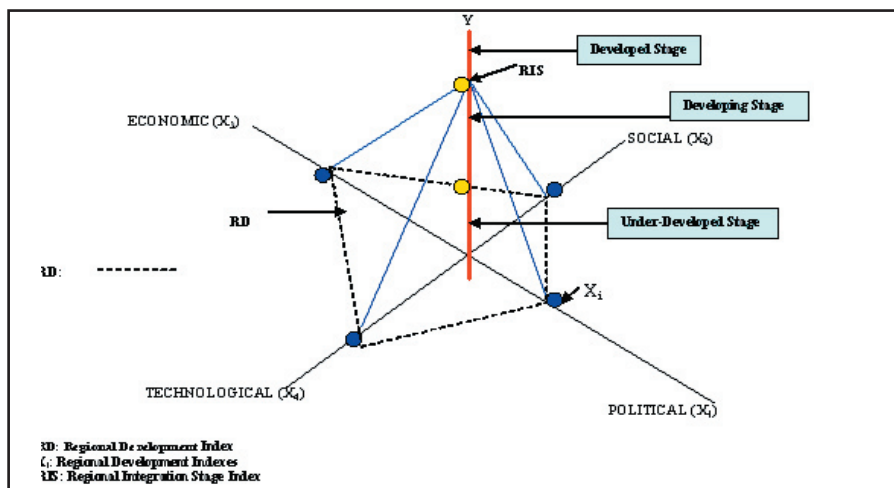 Y
Developed Stage
RIS
Developing Stage
ECONOMIC (X3)
SOCIAL (X2)
RD
Under-Developed Stage
RD:
Xi
TECHNOLOGICAL (X4)
POLITICAL (X1)
RD: Regional Development Index
Xi: Regional Development Indexes
RIS: Regional Integration Stage Index